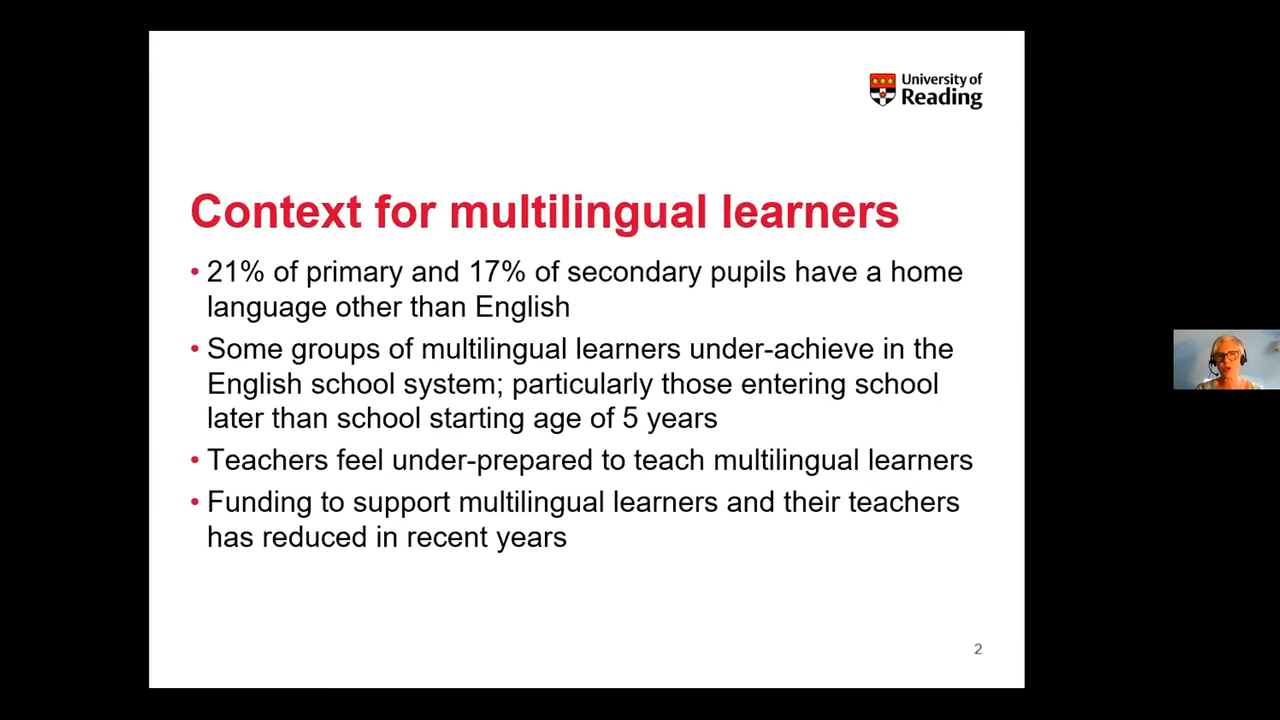 University of
Reading
Context for multilingual learners
• 21% of primary and 17% of secondary pupils have a home
language other than English
• Some groups of multilingual learners under-achieve in the
English school system; particularly those entering school
later than school starting age of 5 years
• Teachers feel under-prepared to teach multilingual learners
• Funding to support multilingual learners and their teachers
has reduced in recent years
2